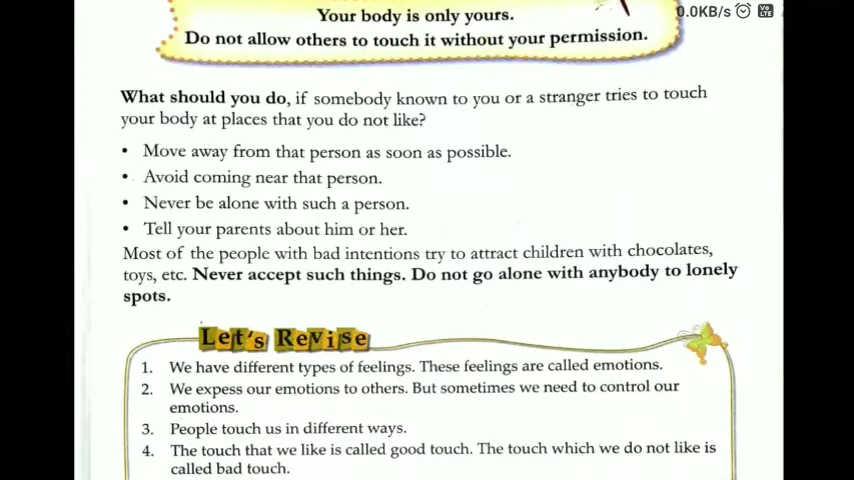 Your body is only yours.
0.0KB/s Vo LTE
Do not allow others to touch it without your permission.
What should you do, if somebody known to you or a stranger tries to touch
your body at places that you do not like?
• Move away from that person as soon as possible.
• Avoid coming near that person.
• Never be alone with such a person.
• Tell your parents about him or her.
Most of the people with bad intentions try to attract children with chocolates,
toys, etc. Never accept such things. Do not go alone with anybody to lonely
spots.
Let's Revise
1. We have different types of feelings. These feelings are called emotions.
2. We expess our emotions to others. But sometimes we need to control our
emotions.
3. People touch us in different ways.
4. The touch that we like is called good touch. The touch which we do not like is
called bad touch.